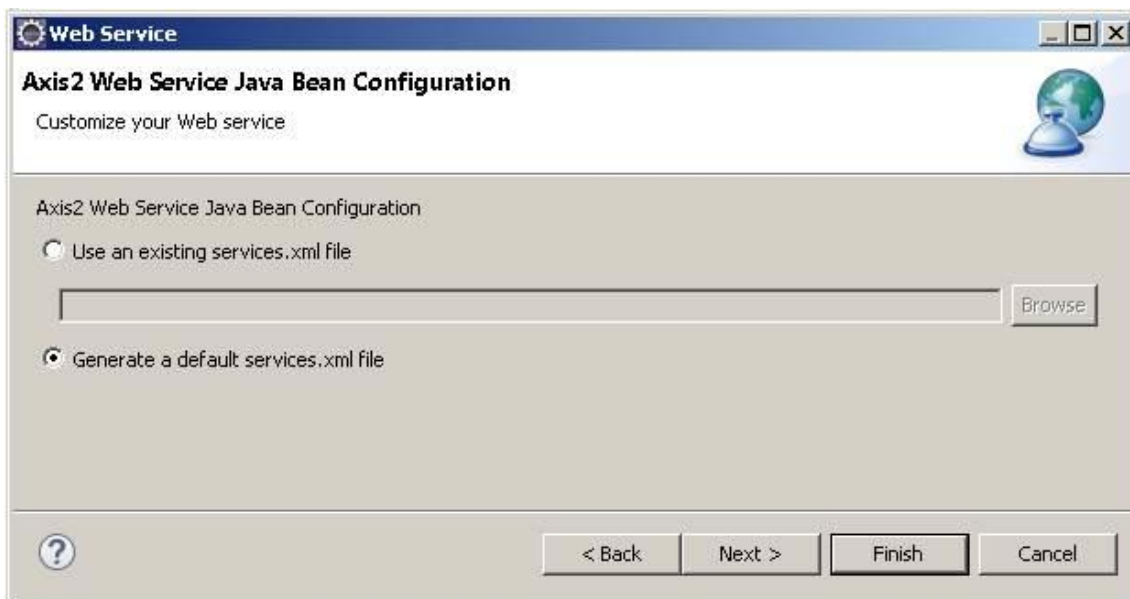 Web Service
Axis2 Web Service Java Bean Configuration
Customize your Web service
Axis2 Web Service Java Bean Configuration
Use an existing services.xml file
Browse
Generate a default services.xml file
? < Back Next > Finish Cancel